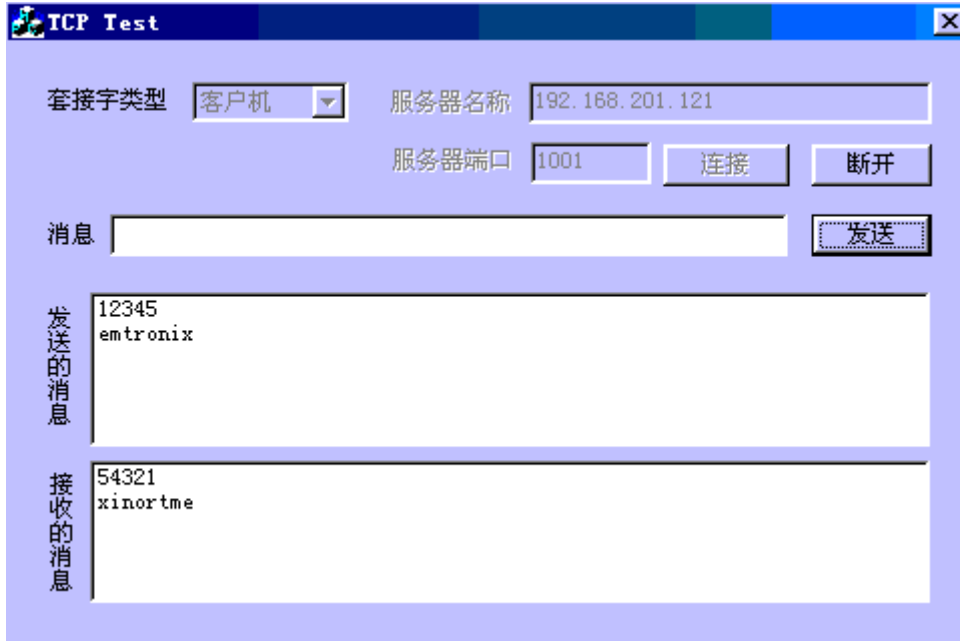 TCP Test
套接字类型 客户机 服务器名称 192.168.201.121
服务器端口 1001 连接 断开
消息 发送
发送的消息
12345
emtronix
接收的消息
54321
xinortme